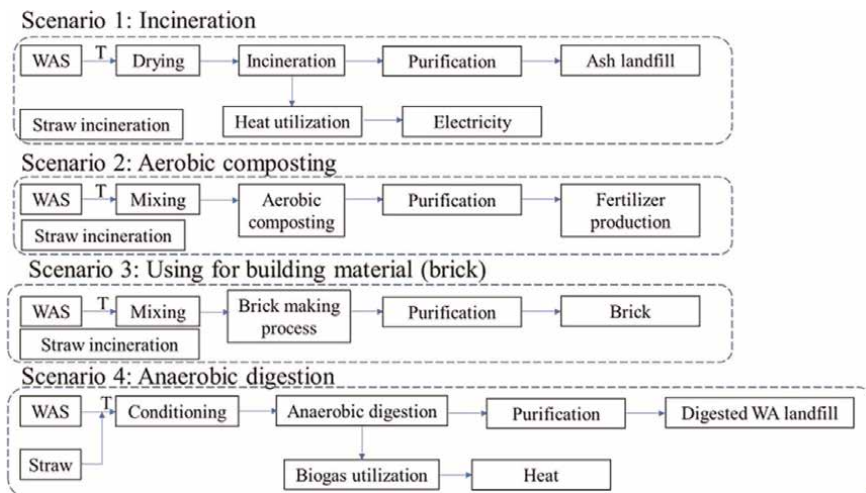 Scenario 1: Incineration
WAS T Drying Incineration Purification Ash landfill
Straw incineration Heat utilization Electricity
Scenario 2: Aerobic composting
WAS T Mixing Aerobic composting Purification Fertilizer production
Straw incineration
Scenario 3: Using for building material (brick)
WAS T Mixing Brick making process Purification Brick
Straw incineration
Scenario 4: Anaerobic digestion
WAS T Conditioning Anaerobic digestion Purification Digested WA landfill
Straw Biogas utilization Heat